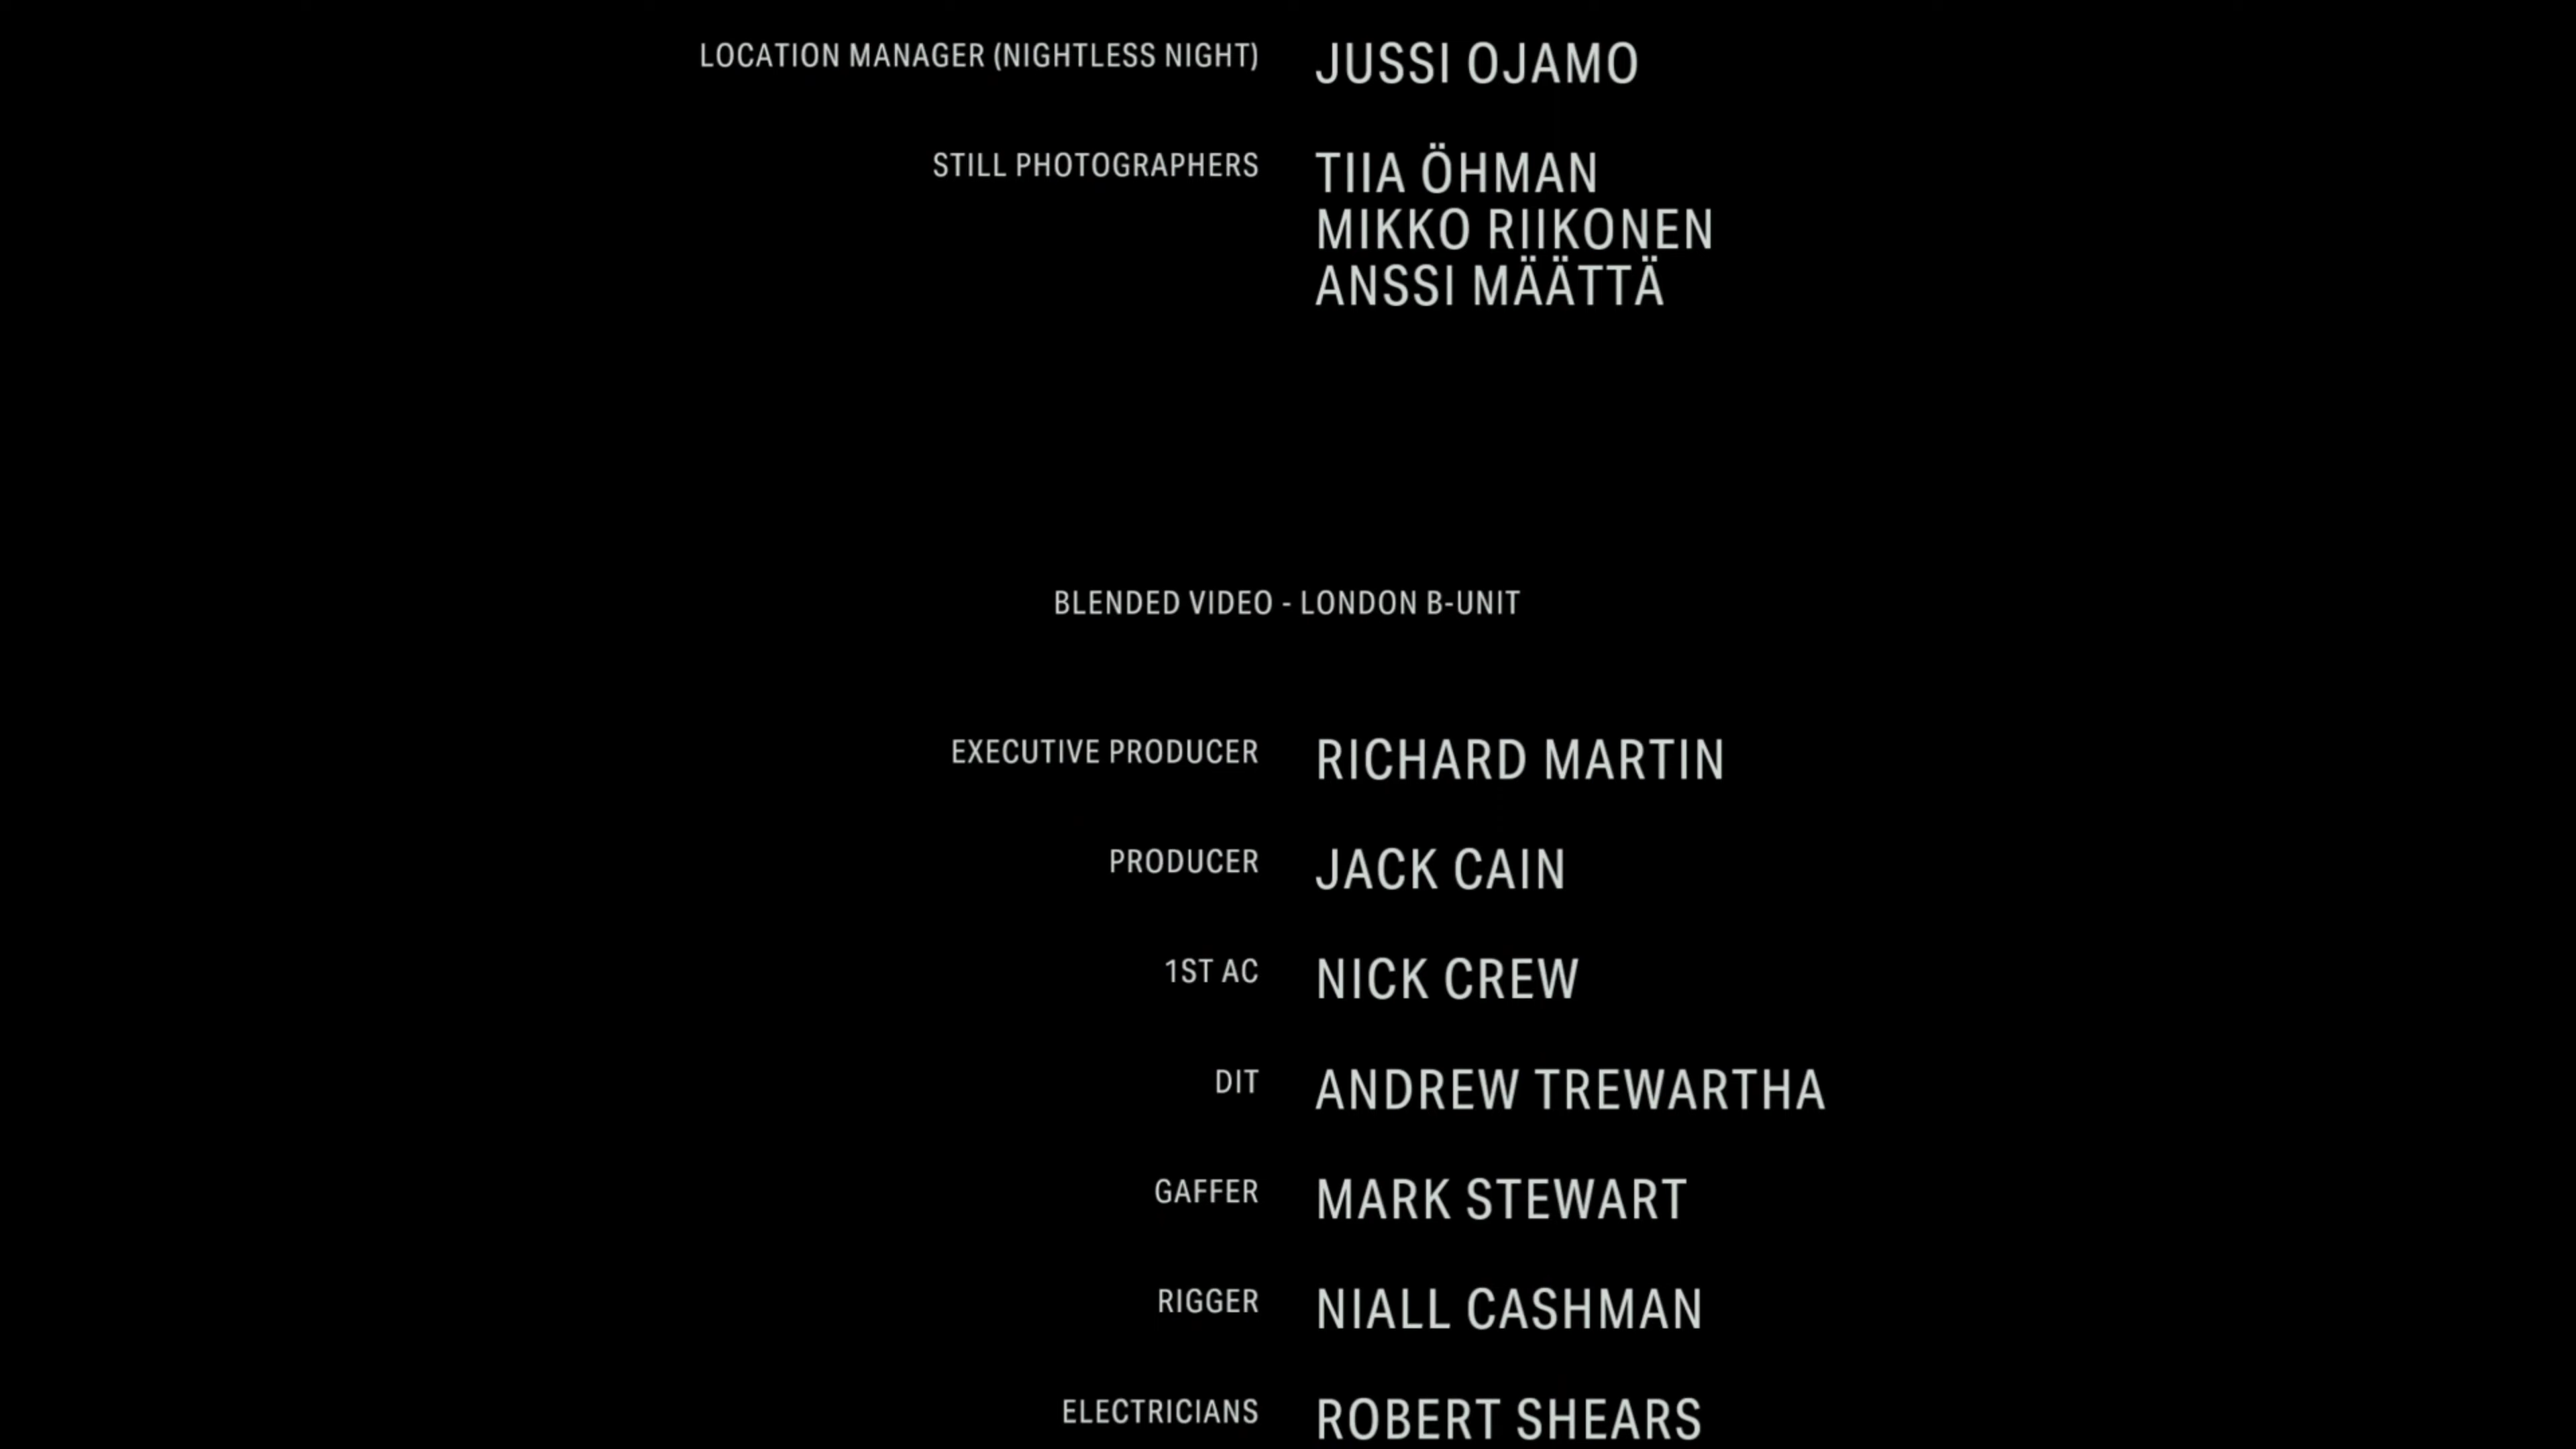 LOCATION MANAGER (NIGHTLESS NIGHT) JUSSI OJAMO
STILL PHOTOGRAPHERS TIIA ÖHMAN
MIKKO RIIKONEN
ANSSI MÄÄTTÄ
BLENDED VIDEO - LONDON B-UNIT
EXECUTIVE PRODUCER RICHARD MARTIN
PRODUCER JACK CAIN
1ST AC NICK CREW
DIT ANDREW TREWARTHA
GAFFER MARK STEWART
RIGGER NIALL CASHMAN
ELECTRICIANS ROBERT SHEARS